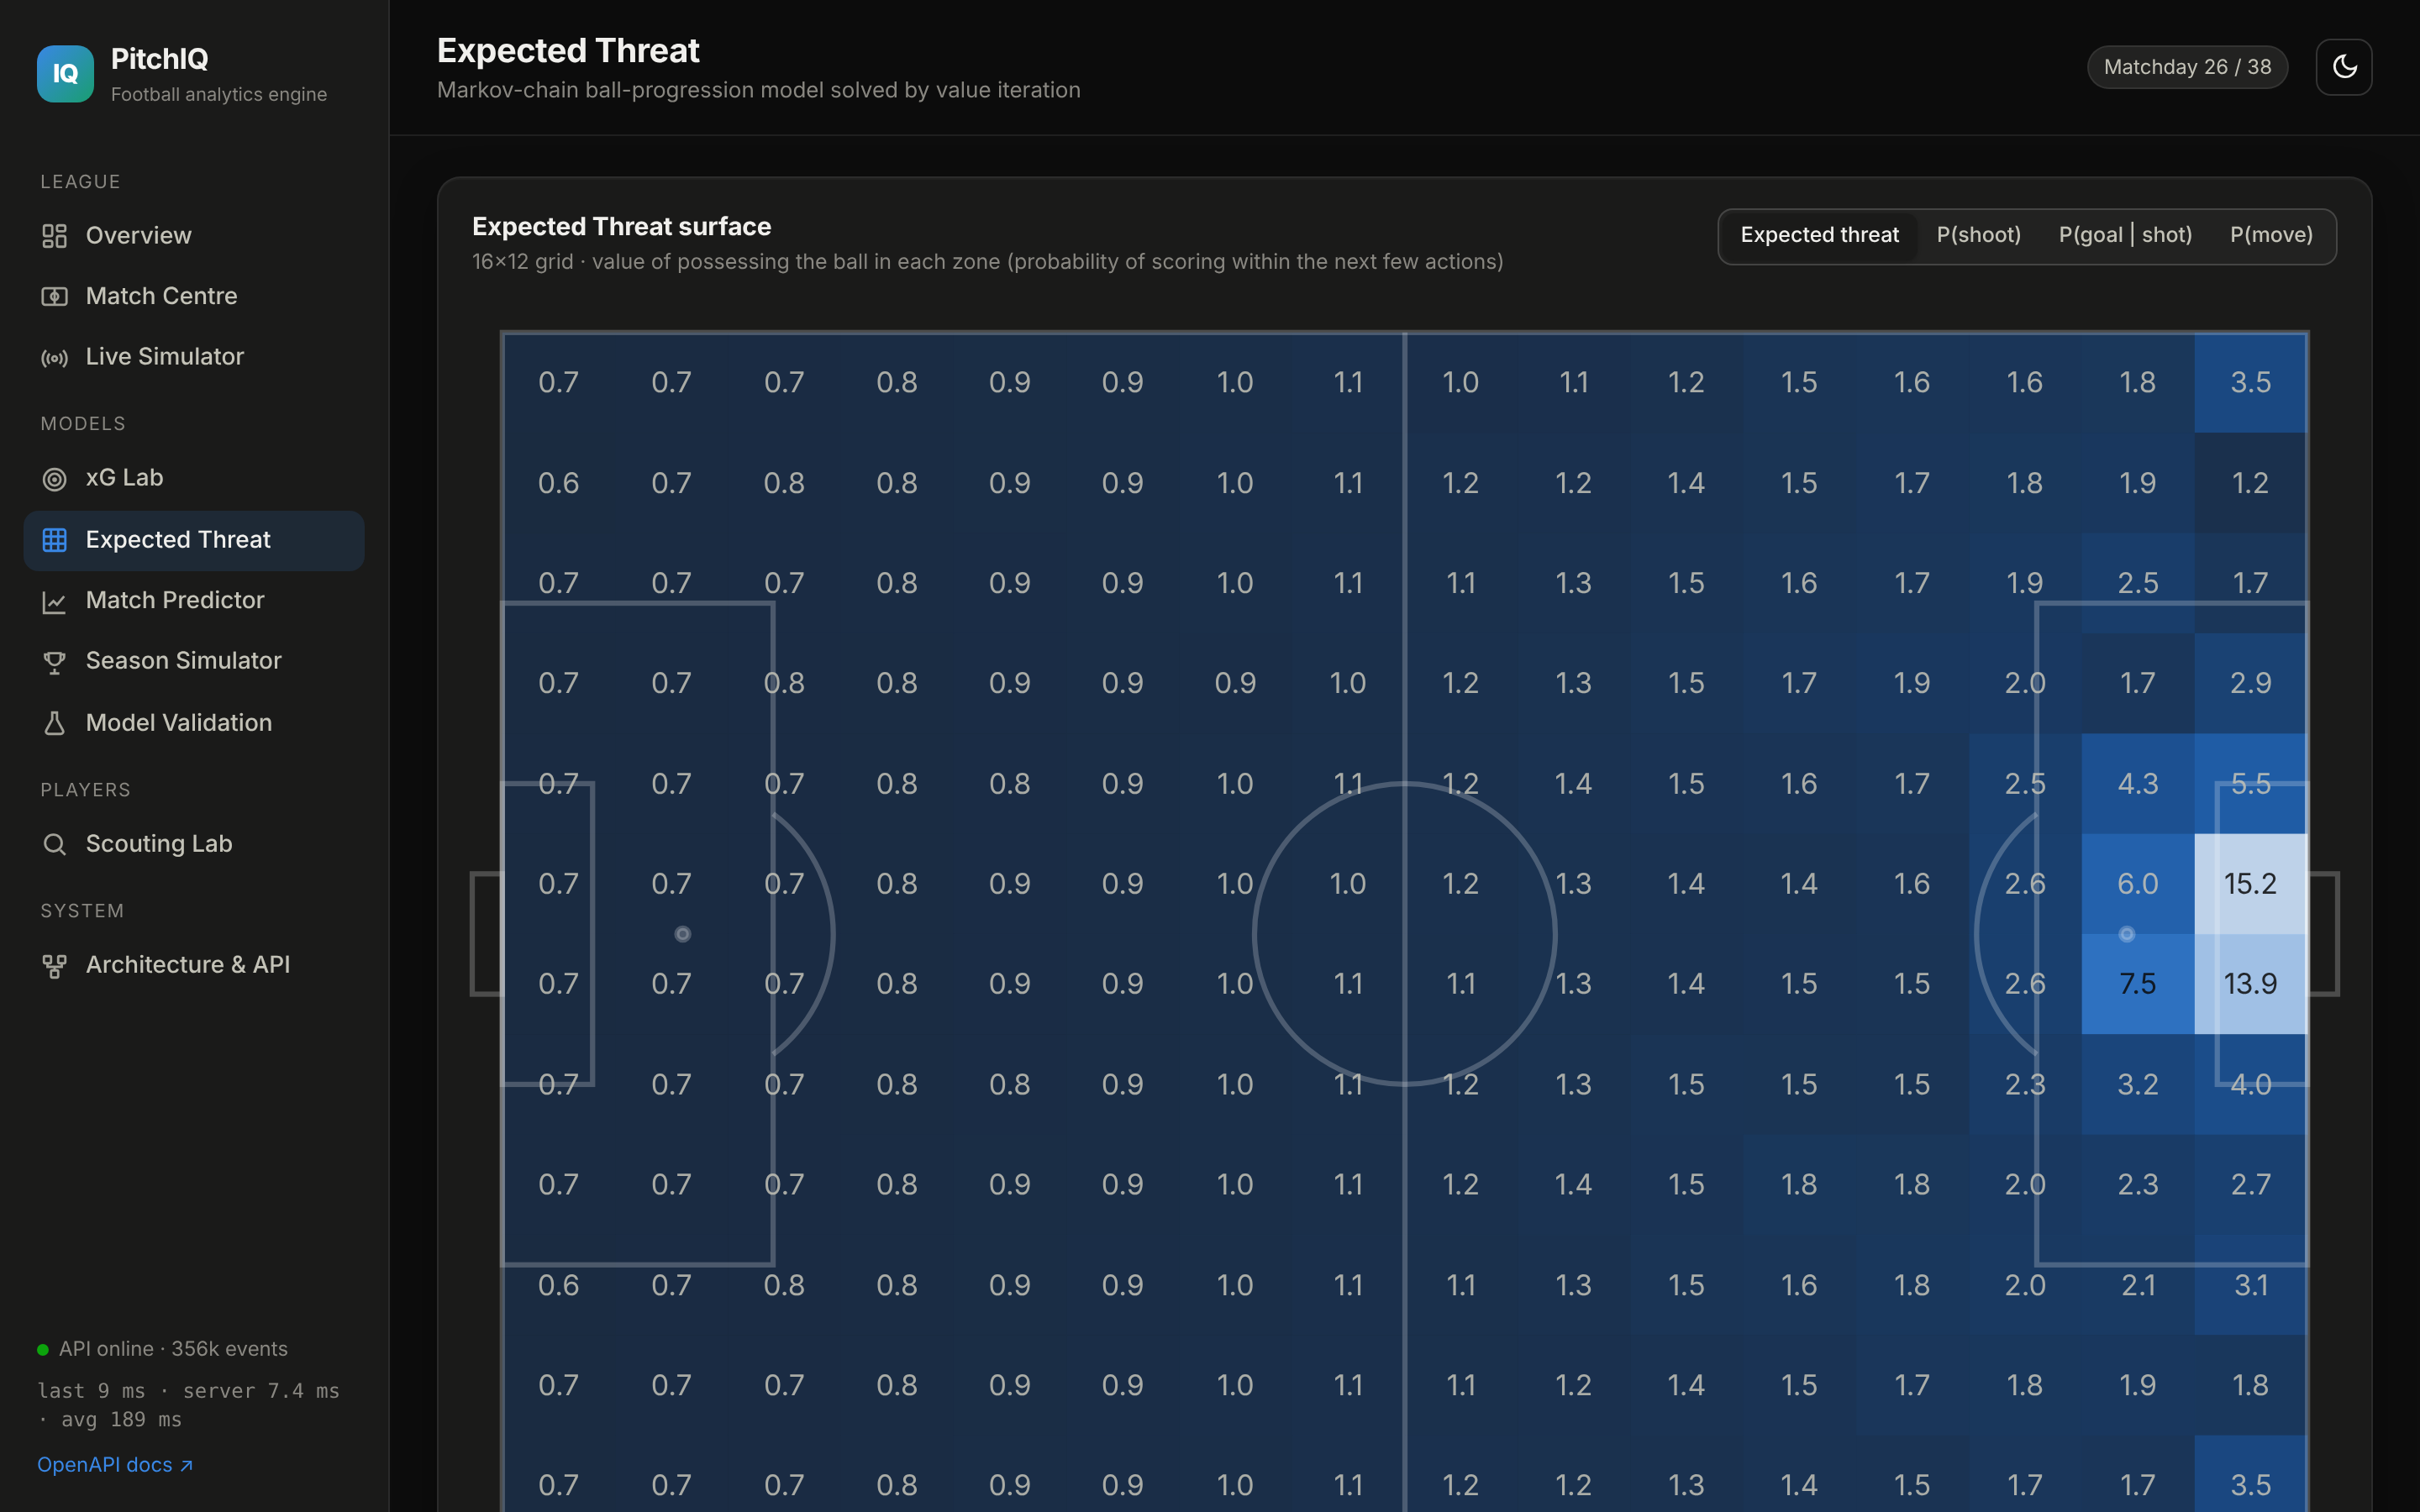 IQ
PitchIQ
Football analytics engine
LEAGUE
Overview
Match Centre
Live Simulator
MODELS
xG Lab
Expected Threat
Match Predictor
Season Simulator
Model Validation
PLAYERS
Scouting Lab
SYSTEM
Architecture & API
API online · 356k events
last 9 ms · server 7.4 ms
· avg 189 ms
OpenAPI docs ↗
Expected Threat
Markov-chain ball-progression model solved by value iteration
Matchday 26 / 38
Expected Threat surface
16×12 grid · value of possessing the ball in each zone (probability of scoring within the next few actions)
Expected threat P(shoot) P(goal | shot) P(move)
0.7 0.7 0.7 0.8 0.9 0.9 1.0 1.1 1.0 1.1 1.2 1.5 1.6 1.6 1.8 3.5
0.6 0.7 0.8 0.8 0.9 0.9 1.0 1.1 1.2 1.2 1.4 1.5 1.7 1.8 1.9 1.2
0.7 0.7 0.7 0.8 0.9 0.9 1.0 1.1 1.1 1.3 1.5 1.6 1.7 1.9 2.5 1.7
0.7 0.7 0.8 0.8 0.9 0.9 0.9 1.0 1.2 1.3 1.5 1.7 1.9 2.0 1.7 2.9
0.7 0.7 0.7 0.8 0.8 0.9 1.0 1.1 1.2 1.4 1.5 1.6 1.7 2.5 4.3 5.5
0.7 0.7 0.7 0.8 0.9 0.9 1.0 1.0 1.2 1.3 1.4 1.4 1.6 2.6 6.0 15.2
0.7 0.7 0.7 0.8 0.9 0.9 1.0 1.1 1.1 1.3 1.4 1.5 1.5 2.6 7.5 13.9
0.7 0.7 0.7 0.8 0.8 0.9 1.0 1.1 1.2 1.3 1.5 1.5 1.5 2.3 3.2 4.0
0.7 0.7 0.7 0.8 0.9 0.9 1.0 1.1 1.2 1.4 1.5 1.8 1.8 2.0 2.3 2.7
0.6 0.7 0.8 0.8 0.9 0.9 1.0 1.1 1.1 1.3 1.5 1.6 1.8 2.0 2.1 3.1
0.7 0.7 0.7 0.8 0.9 0.9 1.0 1.1 1.1 1.2 1.4 1.5 1.7 1.8 1.9 1.8
0.7 0.7 0.7 0.8 0.9 0.9 1.0 1.1 1.2 1.2 1.3 1.4 1.5 1.7 1.7 3.5